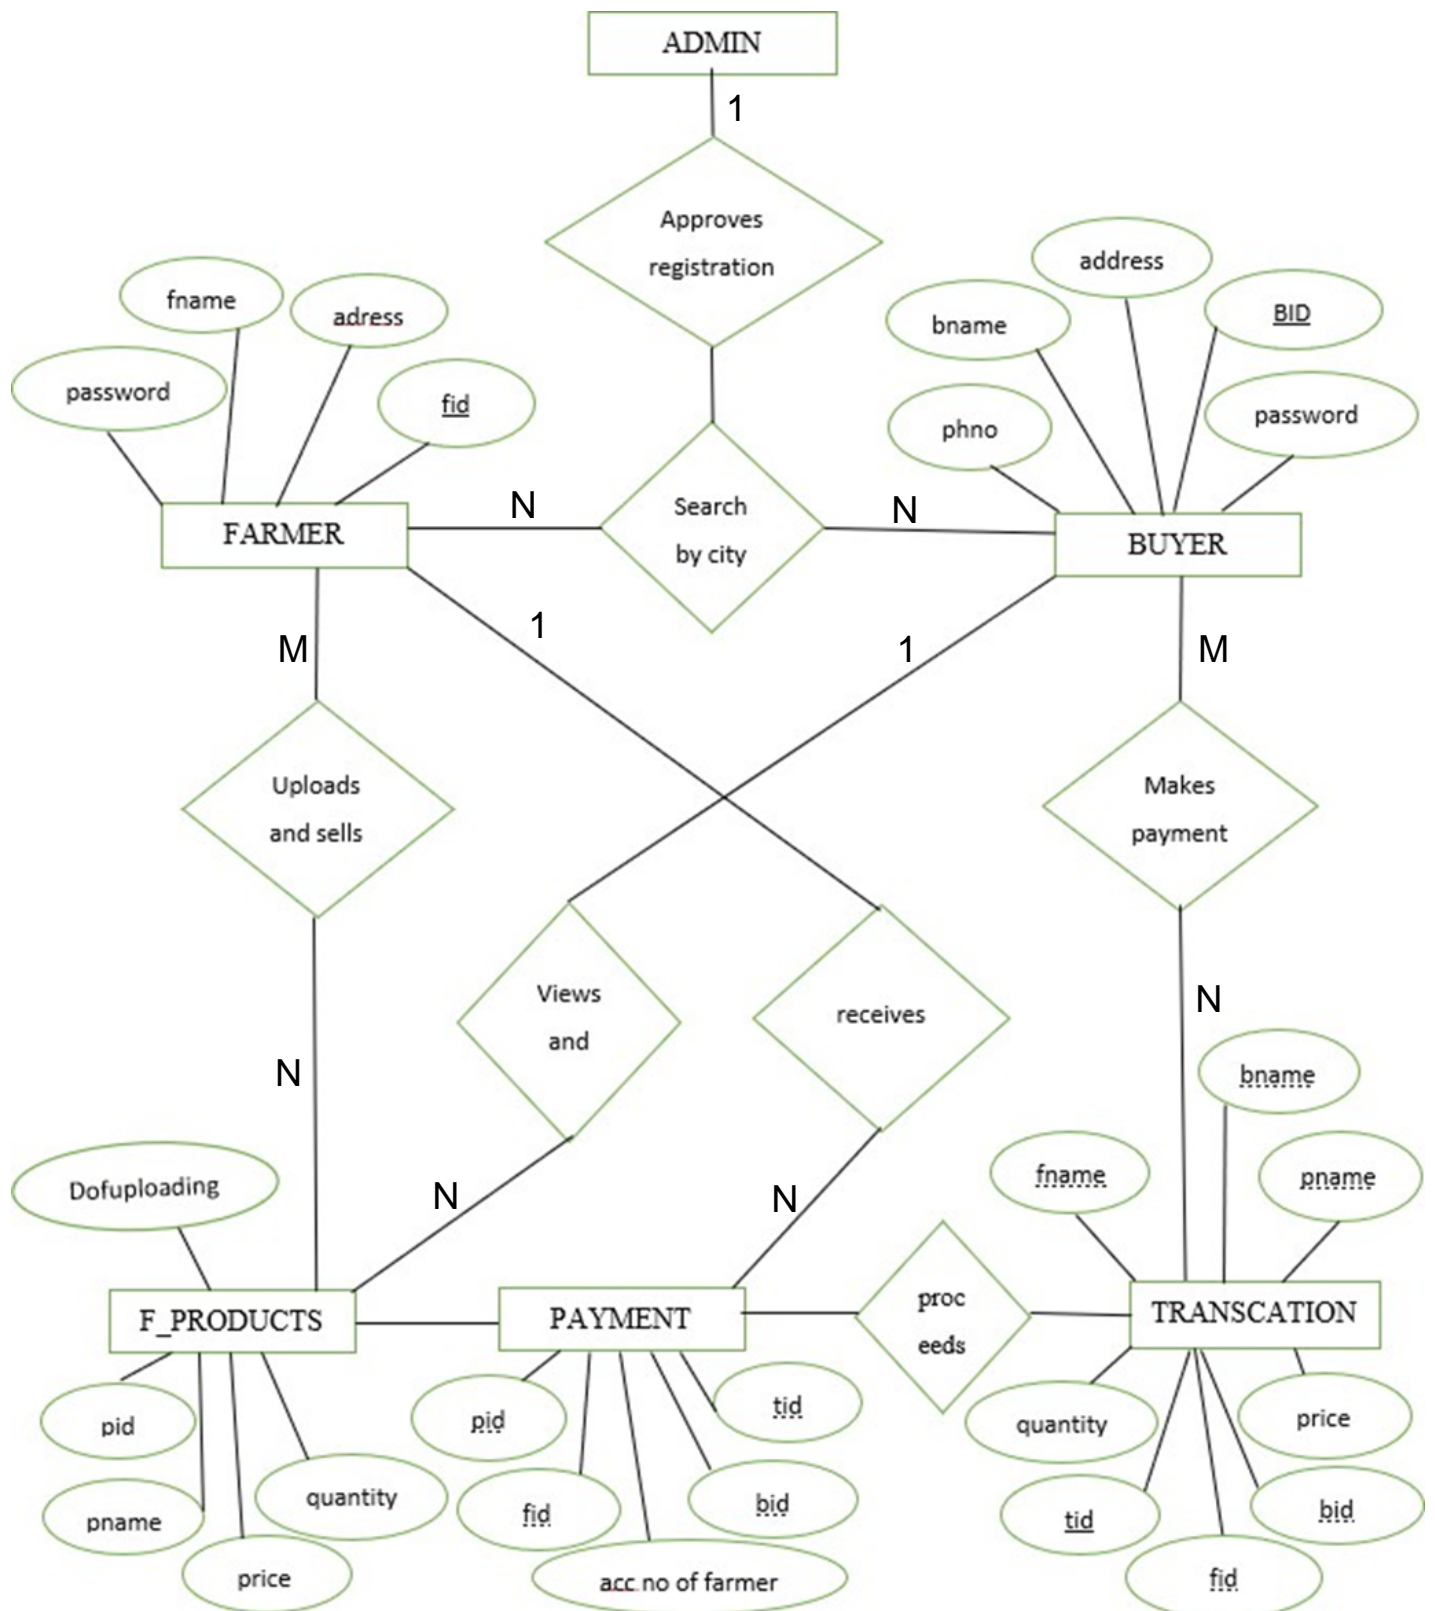 ADMIN
1
Approves
registration
fname
adress
password
fid
address
bname
BID
phno
password
FARMER
N
Search
by city
N
BUYER
M
1
1
M
Uploads
and sells
Makes
payment
Views
and
receives
N
N
bname
Dofuploading
N
N
fname
pname
F_PRODUCTS
PAYMENT
proc
eeds
TRANSCATION
pid
pname
price
quantity
pid
fid
acc no of farmer
bid
tid
quantity
tid
fid
bid
price